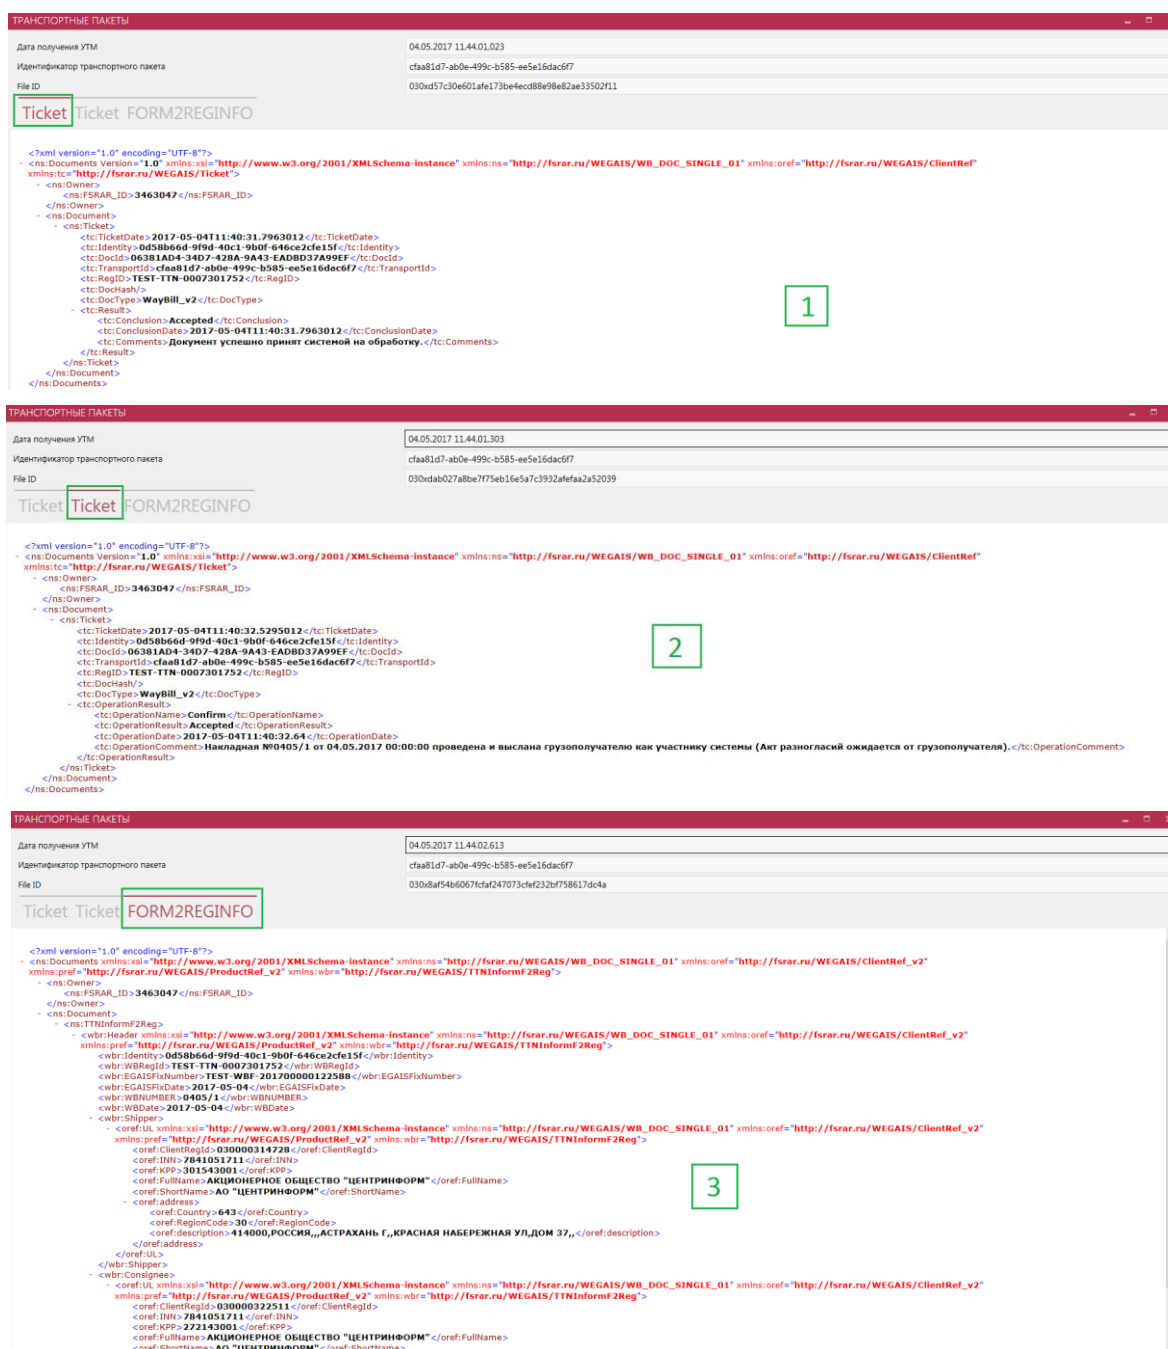 ТРАНСПОРТНЫЕ ПАКЕТЫ
Дата получения УТМ 04.05.2017 11.44.01,023
Идентификатор транспортного пакета cfaa81d7-ab0e-499c-b585-ee5e16dac6f7
File ID 030xd57c30e601afe173be4ecd88e98e82ae33502f11
Ticket Ticket FORM2REGINFO
<?xml version="1.0" encoding="UTF-8"?>
- <ns:Documents Version="1.0" xmlns:xsi="http://www.w3.org/2001/XMLSchema-instance" xmlns:ns="http://fsrar.ru/WEGAIS/WB_DOC_SINGLE_01" xmlns:oref="http://fsrar.ru/WEGAIS/ClientRef"
xmlns:tc="http://fsrar.ru/WEGAIS/Ticket">
- <ns:Owner>
<ns:FSRAR_ID>3463047</ns:FSRAR_ID>
</ns:Owner>
- <ns:Document>
- <ns:Ticket>
<tc:TicketDate>2017-05-04T11:40:31.7963012</tc:TicketDate>
<tc:Identity>0d58b66d-9f9d-40c1-9b0f-646ce2cfe15f</tc:Identity>
<tc:DocId>06381AD4-34D7-428A-9A43-EADBD37A99EF</tc:DocId>
<tc:TransportId>cfaa81d7-ab0e-499c-b585-ee5e16dac6f7</tc:TransportId>
<tc:RegID>TEST-TTN-0007301752</tc:RegID>
<tc:DocHash/>
<tc:DocType>WayBill_v2</tc:DocType>
- <tc:Result>
<tc:Conclusion>Accepted</tc:Conclusion>
<tc:ConclusionDate>2017-05-04T11:40:31.7963012</tc:ConclusionDate>
<tc:Comments>Документ успешно принят системой на обработку.</tc:Comments>
</tc:Result>
</ns:Ticket>
</ns:Document>
</ns:Documents>
1
ТРАНСПОРТНЫЕ ПАКЕТЫ
Дата получения УТМ 04.05.2017 11.44.01,303
Идентификатор транспортного пакета cfaa81d7-ab0e-499c-b585-ee5e16dac6f7
File ID 030xdab027a8be7f75eb16e5a7c3932afefaa2a52039
Ticket Ticket FORM2REGINFO
<?xml version="1.0" encoding="UTF-8"?>
- <ns:Documents Version="1.0" xmlns:xsi="http://www.w3.org/2001/XMLSchema-instance" xmlns:ns="http://fsrar.ru/WEGAIS/WB_DOC_SINGLE_01" xmlns:oref="http://fsrar.ru/WEGAIS/ClientRef"
xmlns:tc="http://fsrar.ru/WEGAIS/Ticket">
- <ns:Owner>
<ns:FSRAR_ID>3463047</ns:FSRAR_ID>
</ns:Owner>
- <ns:Document>
- <ns:Ticket>
<tc:TicketDate>2017-05-04T11:40:32.5295012</tc:TicketDate>
<tc:Identity>0d58b66d-9f9d-40c1-9b0f-646ce2cfe15f</tc:Identity>
<tc:DocId>06381AD4-34D7-428A-9A43-EADBD37A99EF</tc:DocId>
<tc:TransportId>cfaa81d7-ab0e-499c-b585-ee5e16dac6f7</tc:TransportId>
<tc:RegID>TEST-TTN-0007301752</tc:RegID>
<tc:DocHash/>
<tc:DocType>WayBill_v2</tc:DocType>
- <tc:OperationResult>
<tc:OperationName>Confirm</tc:OperationName>
<tc:OperationResult>Accepted</tc:OperationResult>
<tc:OperationDate>2017-05-04T11:40:32.64</tc:OperationDate>
<tc:OperationComment>Накладная №0405/1 от 04.05.2017 00:00:00 проведена и выслана грузополучателю как участнику системы (Акт разногласий ожидается от грузополучателя).</tc:OperationComment>
</tc:OperationResult>
</ns:Ticket>
</ns:Document>
</ns:Documents>
2
ТРАНСПОРТНЫЕ ПАКЕТЫ
Дата получения УТМ 04.05.2017 11.44.02,613
Идентификатор транспортного пакета cfaa81d7-ab0e-499c-b585-ee5e16dac6f7
File ID 030x8af54b6067fcfaf247073cfef232bf758617dc4a
Ticket Ticket FORM2REGINFO
<?xml version="1.0" encoding="UTF-8"?>
- <ns:Documents xmlns:xsi="http://www.w3.org/2001/XMLSchema-instance" xmlns:ns="http://fsrar.ru/WEGAIS/WB_DOC_SINGLE_01" xmlns:oref="http://fsrar.ru/WEGAIS/ClientRef_v2"
xmlns:pref="http://fsrar.ru/WEGAIS/ProductRef_v2" xmlns:wbr="http://fsrar.ru/WEGAIS/TTNInformF2Reg">
- <ns:Owner>
<ns:FSRAR_ID>3463047</ns:FSRAR_ID>
</ns:Owner>
- <ns:Document>
- <ns:TTNInformF2Reg>
- <wbr:Header xmlns:xsi="http://www.w3.org/2001/XMLSchema-instance" xmlns:ns="http://fsrar.ru/WEGAIS/WB_DOC_SINGLE_01" xmlns:oref="http://fsrar.ru/WEGAIS/ClientRef_v2"
xmlns:pref="http://fsrar.ru/WEGAIS/ProductRef_v2" xmlns:wbr="http://fsrar.ru/WEGAIS/TTNInformF2Reg">
<wbr:Identity>0d58b66d-9f9d-40c1-9b0f-646ce2cfe15f</wbr:Identity>
<wbr:WBRegId>TEST-TTN-0007301752</wbr:WBRegId>
<wbr:EGAISFixNumber>TEST-WBF-201700000122588</wbr:EGAISFixNumber>
<wbr:EGAISFixDate>2017-05-04</wbr:EGAISFixDate>
<wbr:WBNUMBER>0405/1</wbr:WBNUMBER>
<wbr:WBDate>2017-05-04</wbr:WBDate>
- <wbr:Shipper>
- <oref:UL xmlns:xsi="http://www.w3.org/2001/XMLSchema-instance" xmlns:ns="http://fsrar.ru/WEGAIS/WB_DOC_SINGLE_01" xmlns:oref="http://fsrar.ru/WEGAIS/ClientRef_v2"
xmlns:pref="http://fsrar.ru/WEGAIS/ProductRef_v2" xmlns:wbr="http://fsrar.ru/WEGAIS/TTNInformF2Reg">
<oref:ClientRegId>030000314728</oref:ClientRegId>
<oref:INN>7841051711</oref:INN>
<oref:KPP>301543001</oref:KPP>
<oref:FullName>АКЦИОНЕРНОЕ ОБЩЕСТВО "ЦЕНТРИНФОРМ"</oref:FullName>
<oref:ShortName>АО "ЦЕНТРИНФОРМ"</oref:ShortName>
- <oref:address>
<oref:Country>643</oref:Country>
<oref:RegionCode>30</oref:RegionCode>
<oref:description>414000,РОССИЯ,,,АСТРАХАНЬ Г,,КРАСНАЯ НАБЕРЕЖНАЯ УЛ,ДОМ 37,,</oref:description>
</oref:address>
</oref:UL>
</wbr:Shipper>
- <wbr:Consignee>
- <oref:UL xmlns:xsi="http://www.w3.org/2001/XMLSchema-instance" xmlns:ns="http://fsrar.ru/WEGAIS/WB_DOC_SINGLE_01" xmlns:oref="http://fsrar.ru/WEGAIS/ClientRef_v2"
xmlns:pref="http://fsrar.ru/WEGAIS/ProductRef_v2" xmlns:wbr="http://fsrar.ru/WEGAIS/TTNInformF2Reg">
<oref:ClientRegId>030000322511</oref:ClientRegId>
<oref:INN>7841051711</oref:INN>
<oref:KPP>272143001</oref:KPP>
<oref:FullName>АКЦИОНЕРНОЕ ОБЩЕСТВО "ЦЕНТРИНФОРМ"</oref:FullName>
<oref:ShortName>АО "ЦЕНТРИНФОРМ"</oref:ShortName>
3